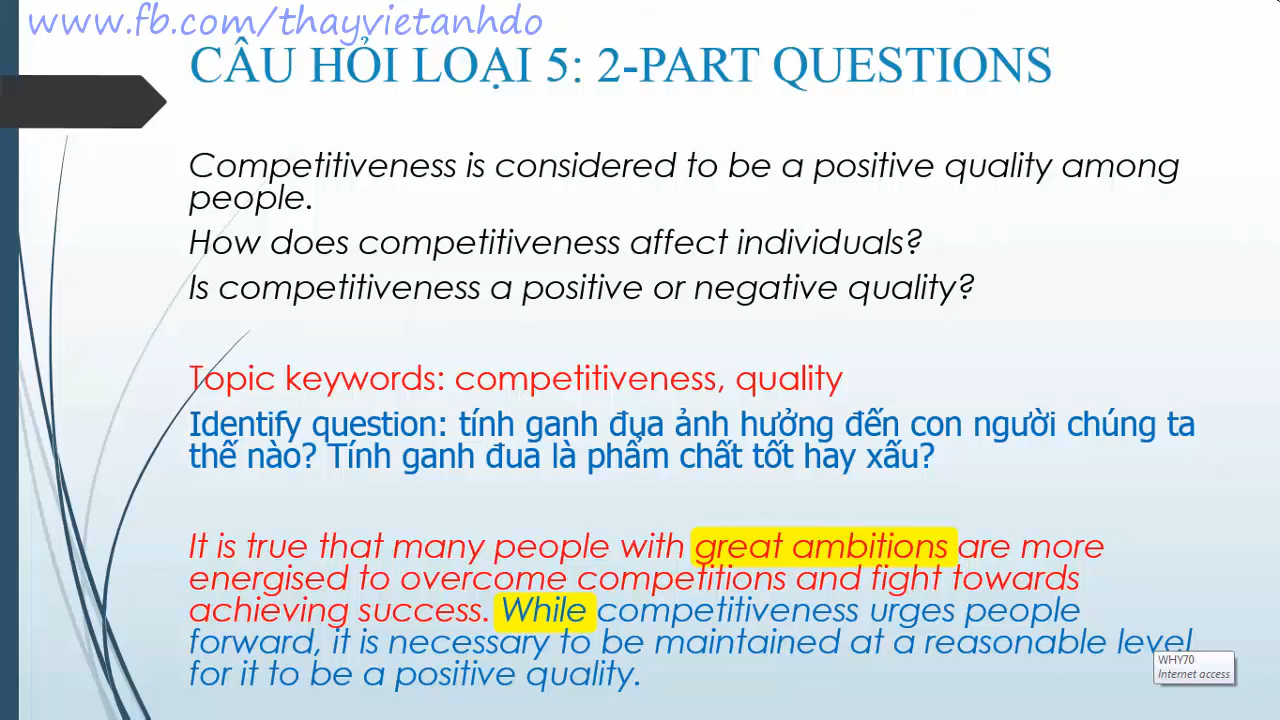 www.fb.com/thayvietanhdo
CÂU HỎI LOẠI 5: 2-PART QUESTIONS
Competitiveness is considered to be a positive quality among
people.
How does competitiveness affect individuals?
Is competitiveness a positive or negative quality?
Topic keywords: competitiveness, quality
Identify question: tính ganh đụa ảnh hưởng đến con người chúng ta
thế nào? Tính ganh đua là phẩm chất tốt hay xấu?
It is true that many people with great ambitions are more
energised to overcome competitions and fight towards
achieving success. While competitiveness urges people
forward, it is necessary to be maintained at a reasonable level
for it to be a positive quality.
WHY70
Internet access